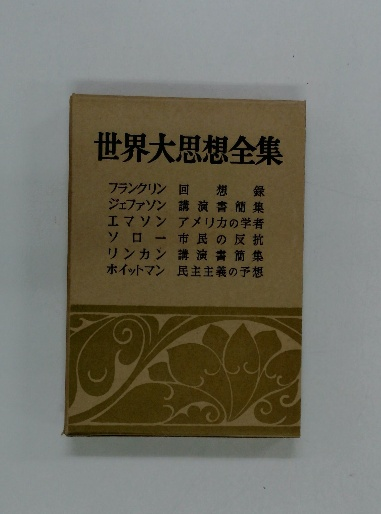 世界大思想全集
フランクリン 回想録
ジェファソン 講演書簡集
エマソン アメリカの学者
ソロー 市民の反抗
リンカン 講演書簡集
ホイットマン 民主主義の予想